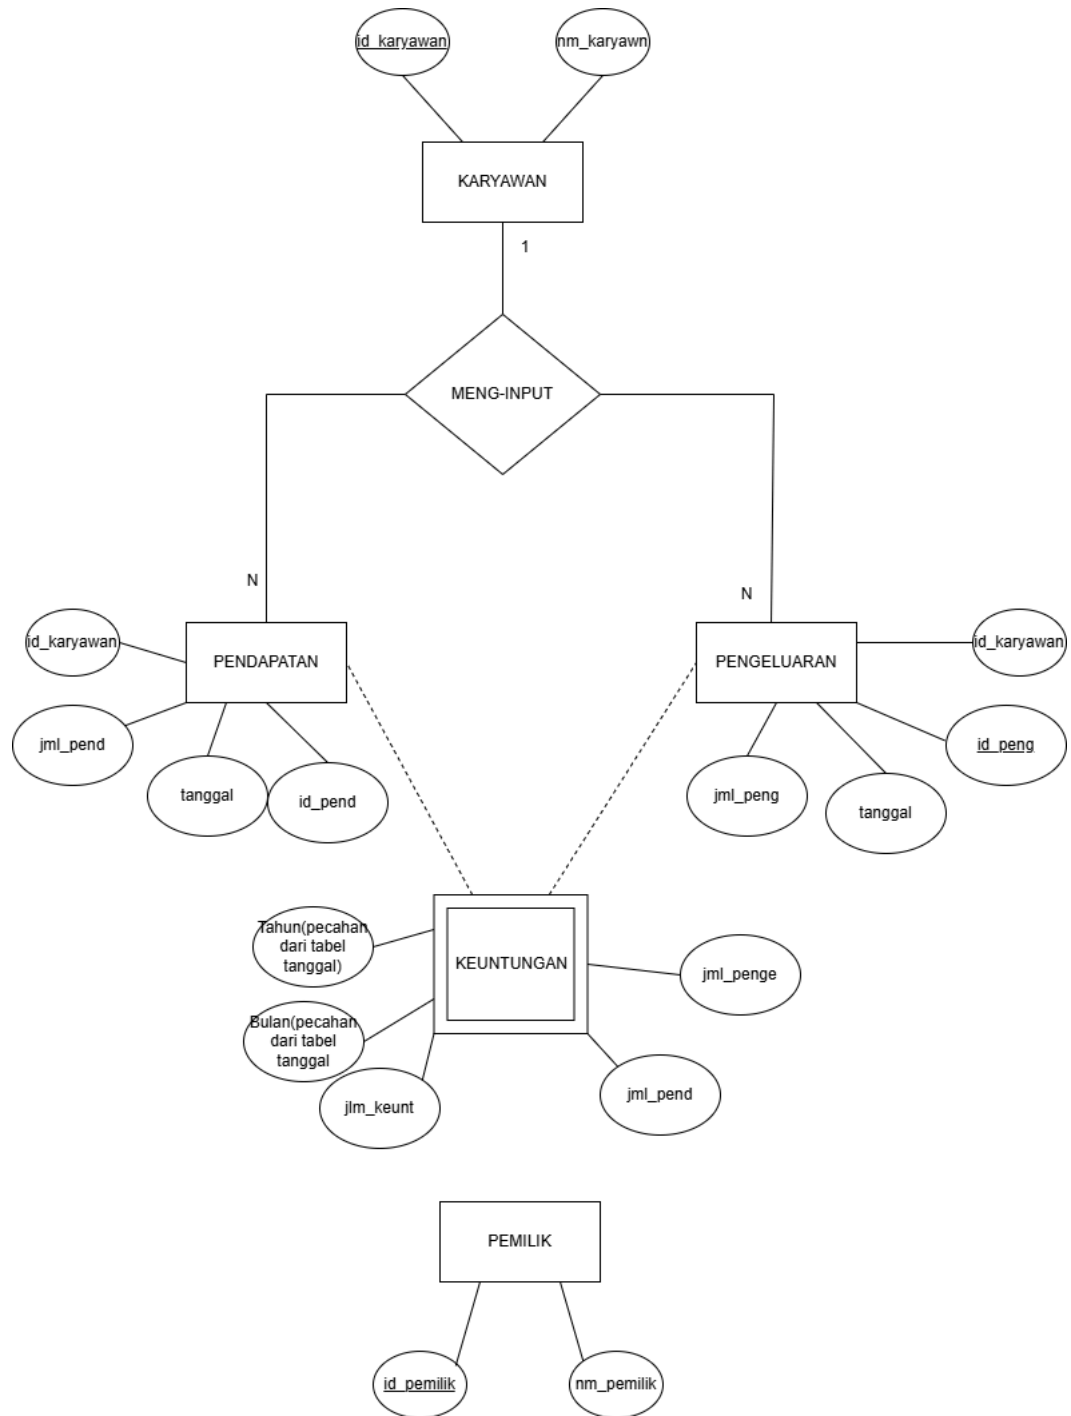 id_karyawan
nm_karyawn
KARYAWAN
1
MENG-INPUT
N
N
id_karyawan
PENDAPATAN
PENGELUARAN
id_karyawan
jml_pend
tanggal
id_pend
jml_peng
tanggal
id_peng
Tahun(pecahan
dari tabel
tanggal)
KEUNTUNGAN
jml_penge
Bulan(pecahan
dari tabel
tanggal
jlm_keunt
jml_pend
PEMILIK
id_pemilik
nm_pemilik